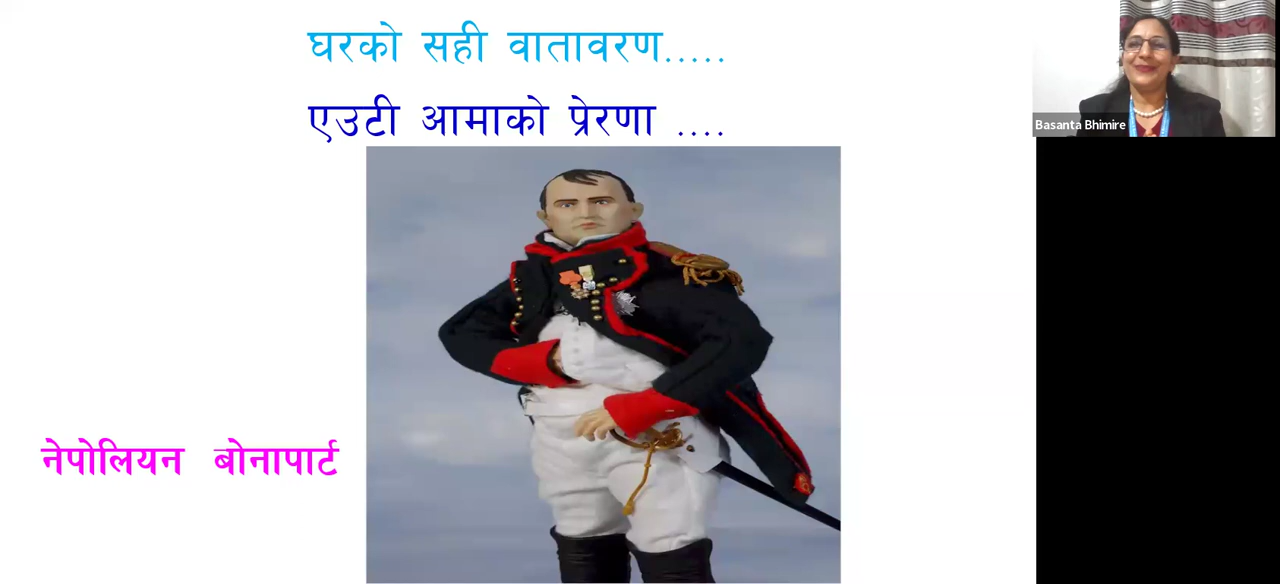 घरको सही वातावरण.....
एउटी आमाको प्रेरणा ....
Basanta Bhimire
नेपोलियन बोनापार्ट